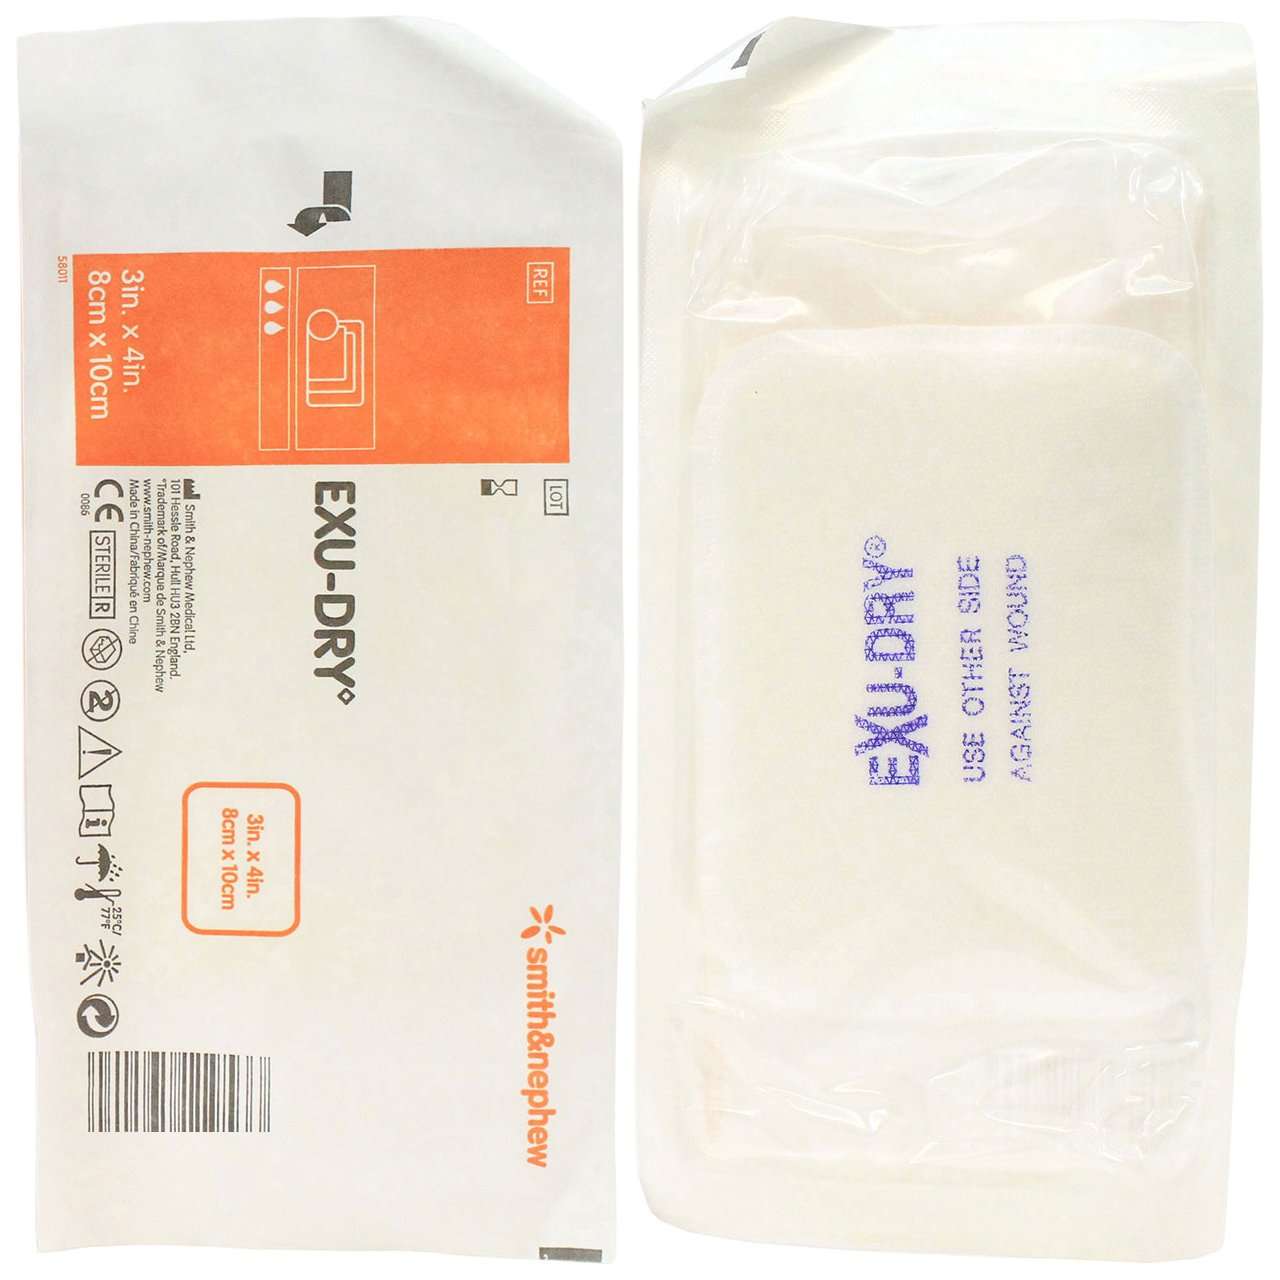 REF
3in. x 4in.
8cm x 10cm
58011
LOT
EXU-DRY◊
Smith & Nephew Medical Ltd,
101 Hessle Road, Hull HU3 2BN England.
◊Trademark of/Marque de Smith & Nephew
www.smith-nephew.com
Made in China/Fabriqué en Chine
CE
0086
STERILE R
2
i
25°C/
77°F
3in. x 4in.
8cm x 10cm
smith&nephew
EXU-DRY®
USE OTHER SIDE
AGAINST WOUND